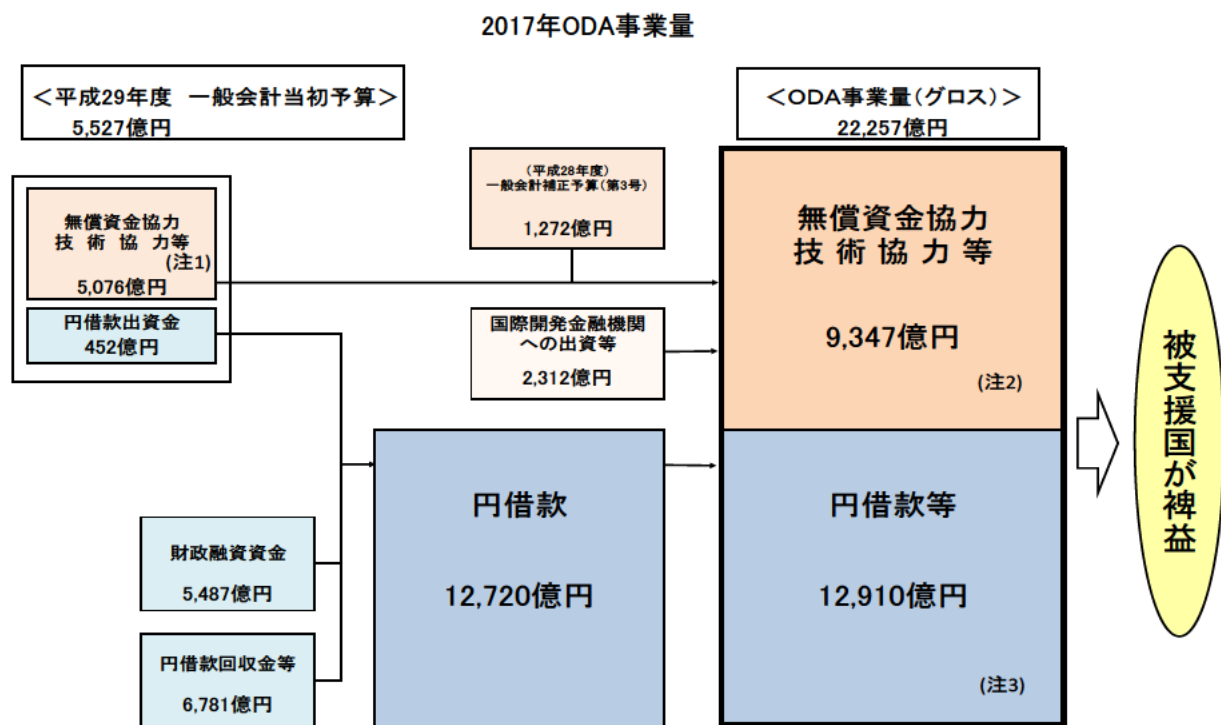 2017年ODA事業量
＜平成29年度　一般会計当初予算＞
5,527億円
＜ODA事業量（グロス）＞
22,257億円
無償資金協力
技 術 協 力 等
(注1)
5,076億円
円借款出資金
452億円
（平成28年度）
一般会計補正予算（第3号）
1,272億円
国際開発金融機関
への出資等
2,312億円
財政融資資金
5,487億円
円借款回収金等
6,781億円
円借款
12,720億円
無償資金協力
技 術 協 力 等
9,347億円
(注2)
円借款等
12,910億円
(注3)
被支援国が裨益